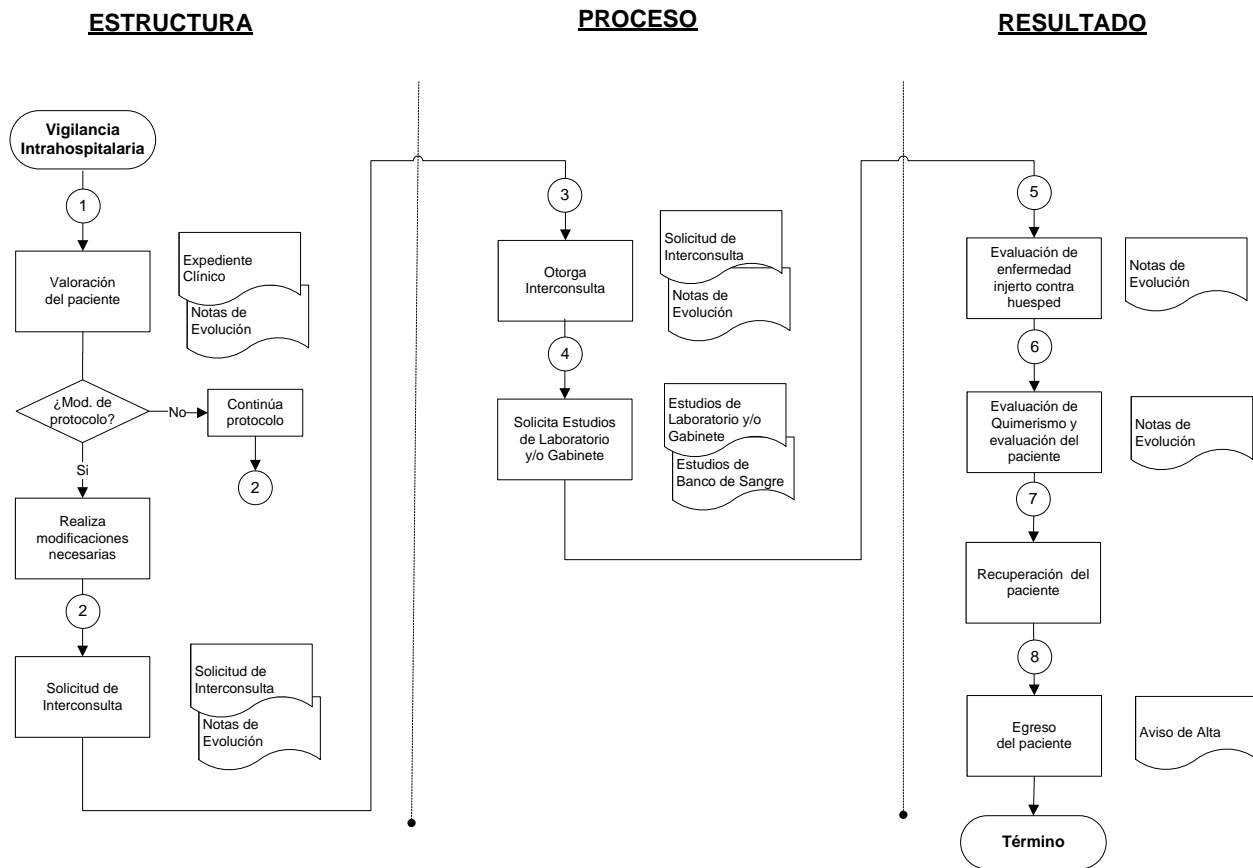 ESTRUCTURA
Vigilancia
Intrahospitalaria
1
Valoración
del paciente
Expediente
Clínico
Notas de
Evolución
¿Mod. de
protocolo?
No
Continúa
protocolo
2
Si
Realiza
modificaciones
necesarias
2
Solicitud de
Interconsulta
Solicitud de
Interconsulta
Notas de
Evolución
PROCESO
3
Otorga
Interconsulta
Solicitud de
Interconsulta
Notas de
Evolución
4
Solicita Estudios
de Laboratorio
y/o Gabinete
Estudios de
Laboratorio y/o
Gabinete
Estudios de
Banco de Sangre
RESULTADO
5
Evaluación de
enfermedad
injerto contra
huesped
Notas de
Evolución
6
Evaluación de
Quimerismo y
evaluación del
paciente
Notas de
Evolución
7
Recuperación del
paciente
8
Egreso
del paciente
Aviso de Alta
Término